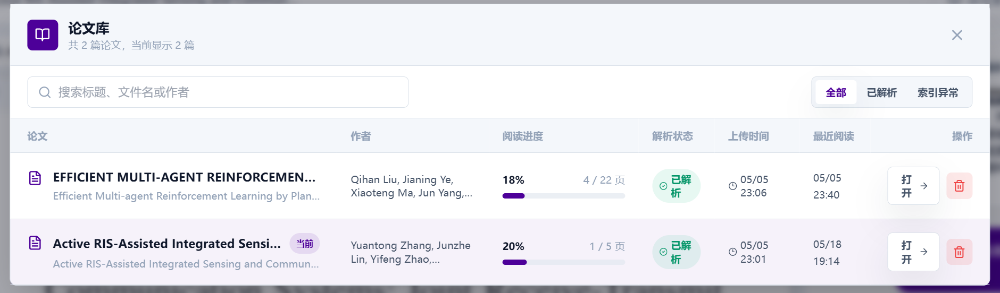 论文库
共 2 篇论文，当前显示 2 篇
搜索标题、文件名或作者
全部 已解析 索引异常
论文 作者 阅读进度 解析状态 上传时间 最近阅读 操作
EFFICIENT MULTI-AGENT REINFORCEMEN...
Efficient Multi-agent Reinforcement Learning by Plan...
Qihan Liu, Jianing Ye,
Xiaoteng Ma, Jun Yang,...
18% 4 / 22 页
已解
析
05/05
23:06
05/05
23:40
打
开
Active RIS-Assisted Integrated Sensi... 当前
Active RIS-Assisted Integrated Sensing and Commun...
Yuantong Zhang, Junzhe
Lin, Yifeng Zhao,...
20% 1 / 5 页
已解
析
05/05
23:01
05/18
19:14
打
开